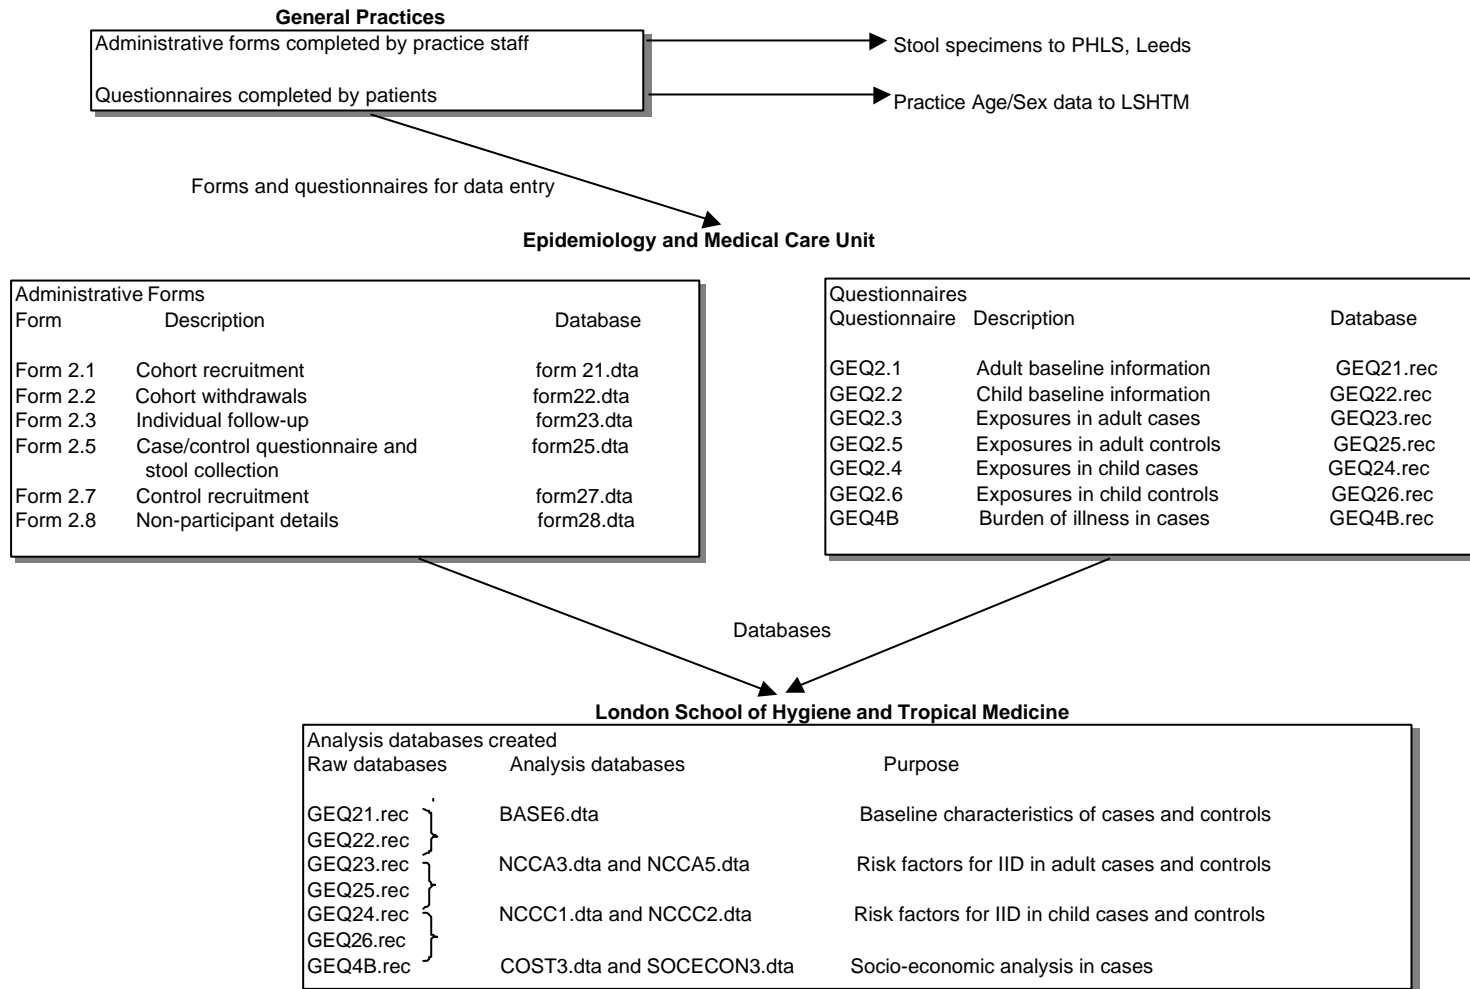 General Practices
Administrative forms completed by practice staff
Stool specimens to PHLS, Leeds
Questionnaires completed by patients
Practice Age/Sex data to LSHTM
Forms and questionnaires for data entry
Epidemiology and Medical Care Unit
Administrative Forms
Form Description Database
Form 2.1 Cohort recruitment form 21.dta
Form 2.2 Cohort withdrawals form22.dta
Form 2.3 Individual follow-up form23.dta
Form 2.5 Case/control questionnaire and form25.dta
stool collection
Form 2.7 Control recruitment form27.dta
Form 2.8 Non-participant details form28.dta
Questionnaires
Questionnaire Description Database
GEQ2.1 Adult baseline information GEQ21.rec
GEQ2.2 Child baseline information GEQ22.rec
GEQ2.3 Exposures in adult cases GEQ23.rec
GEQ2.5 Exposures in adult controls GEQ25.rec
GEQ2.4 Exposures in child cases GEQ24.rec
GEQ2.6 Exposures in child controls GEQ26.rec
GEQ4B Burden of illness in cases GEQ4B.rec
Databases
London School of Hygiene and Tropical Medicine
Analysis databases created
Raw databases Analysis databases Purpose
GEQ21.rec BASE6.dta Baseline characteristics of cases and controls
GEQ22.rec
GEQ23.rec NCCA3.dta and NCCA5.dta Risk factors for IID in adult cases and controls
GEQ25.rec
GEQ24.rec NCCC1.dta and NCCC2.dta Risk factors for IID in child cases and controls
GEQ26.rec
GEQ4B.rec COST3.dta and SOCECON3.dta Socio-economic analysis in cases